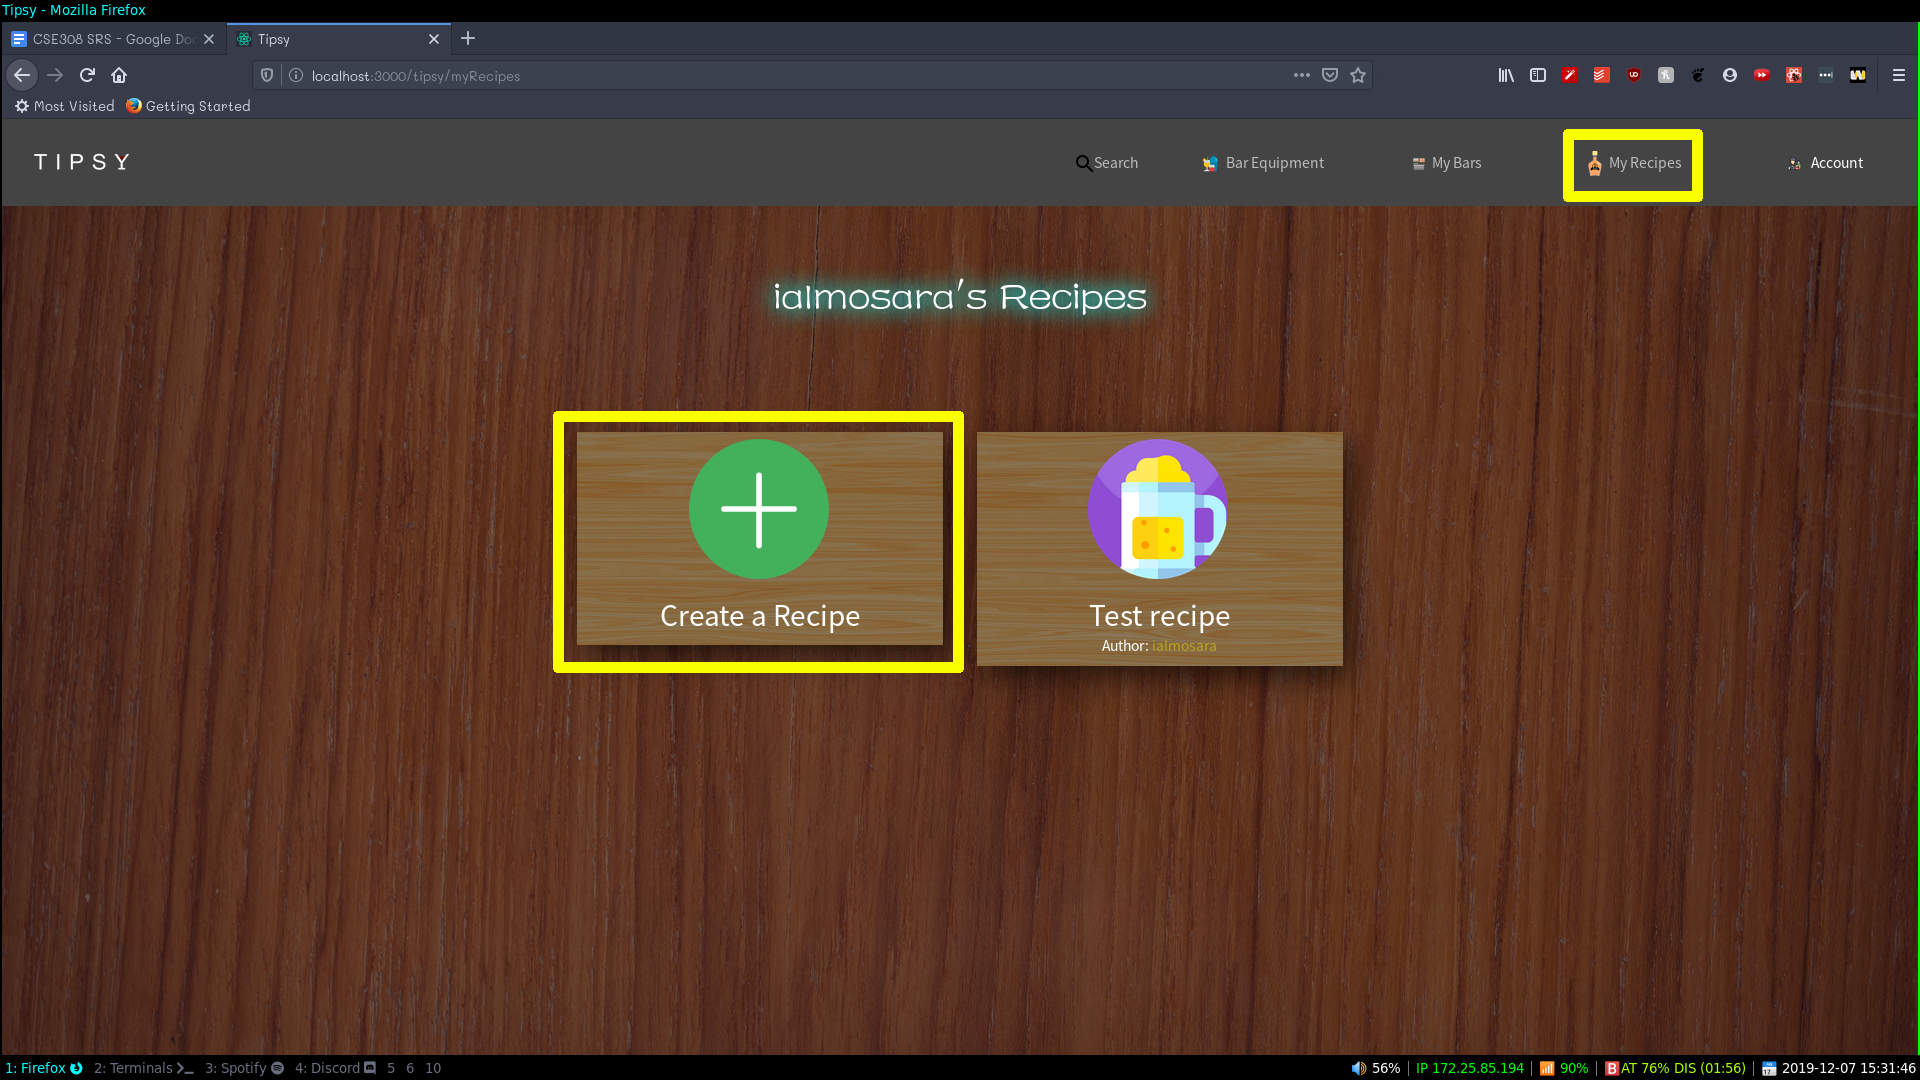 Tipsy - Mozilla Firefox
CSE308 SRS - Google Doc
Tipsy
localhost:3000/tipsy/myRecipes
Most Visited
Getting Started
TIPSY
Search
Bar Equipment
My Bars
My Recipes
Account
ialmosara's Recipes
Create a Recipe
Test recipe
Author: ialmosara
1: Firefox 2: Terminals 3: Spotify 4: Discord 5 6 10
56% | IP 172.25.85.194 | 90% | BAT 76% DIS (01:56) | 2019-12-07 15:31:46